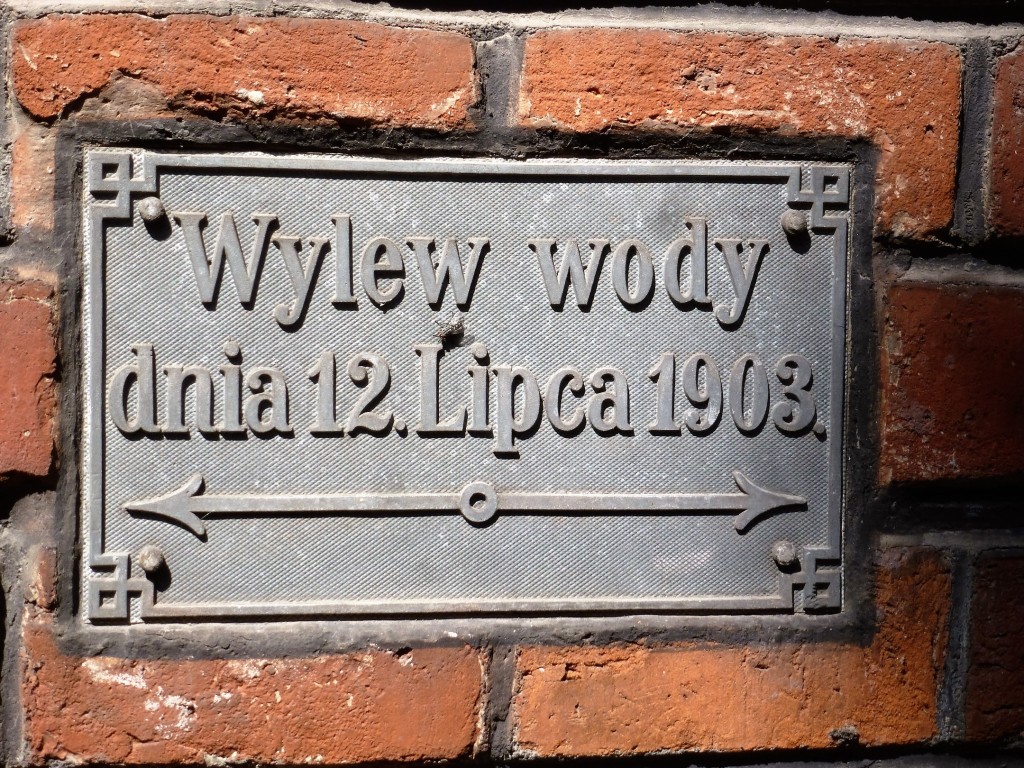 Wylew wody
dnia 12. Lipca 1903.